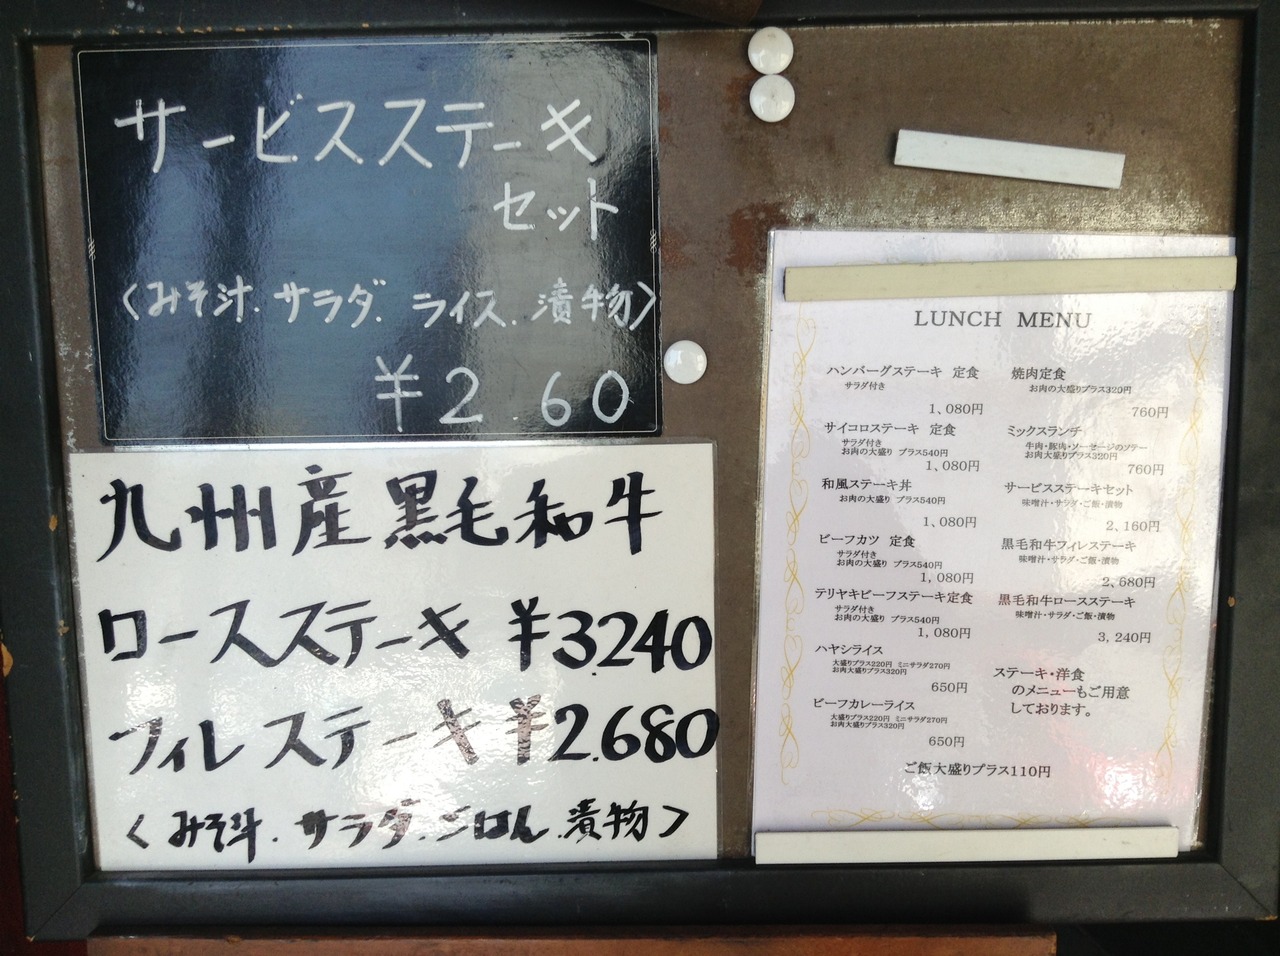 サービスステーキ
セット
〈みそ汁.サラダ.ライス.漬物〉
¥2.60
九州産黒毛和牛
ロースステーキ ¥3240
フィレステーキ ¥2.680
〈みそ汁.サラダ.ごはん.漬物〉
LUNCH MENU
ハンバーグステーキ 定食
サラダ付き
1,080円
サイコロステーキ 定食
サラダ付き
お肉の大盛り プラス540円
1,080円
和風ステーキ丼
お肉の大盛り プラス540円
1,080円
ビーフカツ 定食
サラダ付き
お肉の大盛り プラス540円
1,080円
テリヤキビーフステーキ定食
サラダ付き
お肉の大盛り プラス540円
1,080円
ハヤシライス
大盛りプラス220円 ミニサラダ270円
お肉大盛りプラス320円
650円
ビーフカレーライス
大盛りプラス220円 ミニサラダ270円
お肉大盛りプラス320円
650円
焼肉定食
お肉の大盛りプラス320円
760円
ミックスランチ
牛肉・豚肉・ソーセージのソテー
お肉大盛りプラス320円
760円
サービスステーキセット
味噌汁・サラダ・ご飯・漬物
2,160円
黒毛和牛フィレステーキ
味噌汁・サラダ・ご飯・漬物
2,680円
黒毛和牛ロースステーキ
味噌汁・サラダ・ご飯・漬物
3,240円
ステーキ・洋食
のメニューもご用意
しております。
ご飯大盛りプラス110円